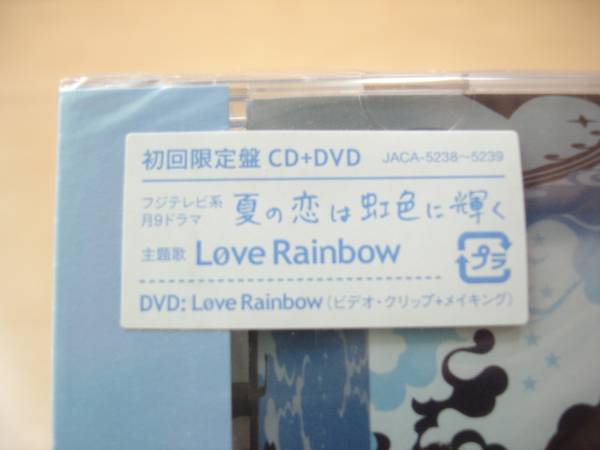 初回限定盤 CD+DVD JACA-5238〜5239
フジテレビ系
月9ドラマ 夏の恋は虹色に輝く
主題歌 Løve Rainbow
プラ
DVD: Løve Rainbow（ビデオ・クリップ+メイキング）